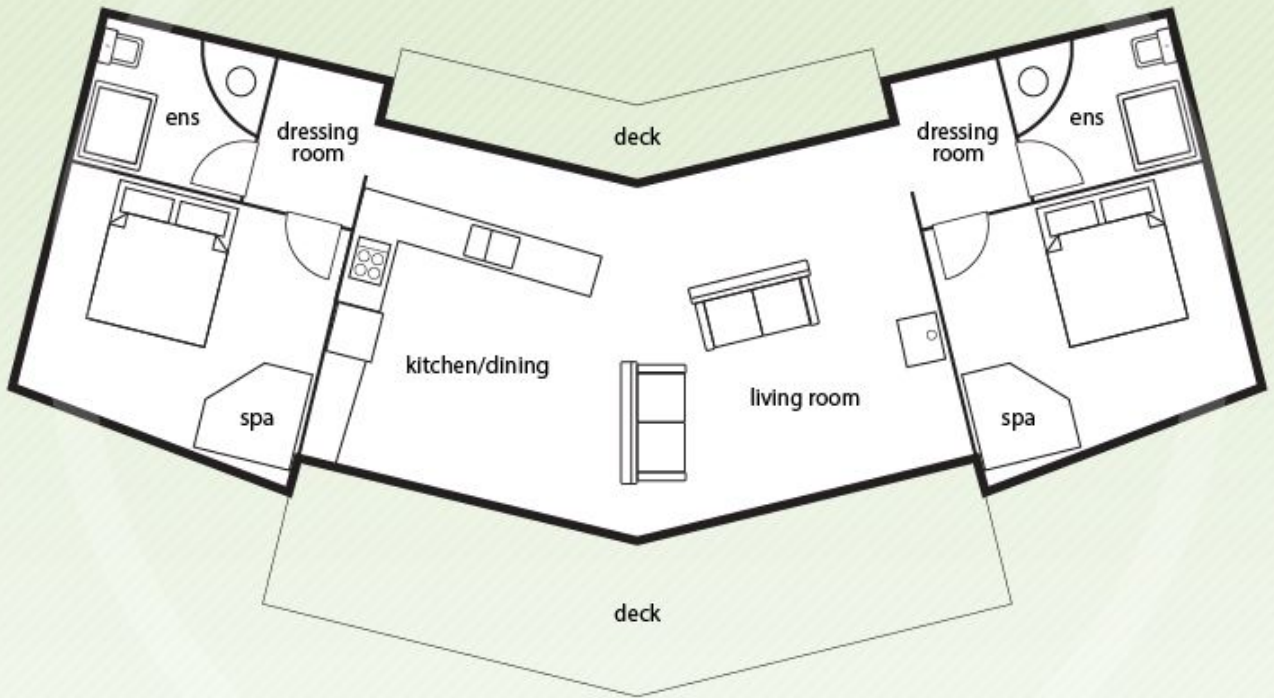 ens
dressing
room
deck
dressing
room
ens
kitchen/dining
living room
spa
spa
deck